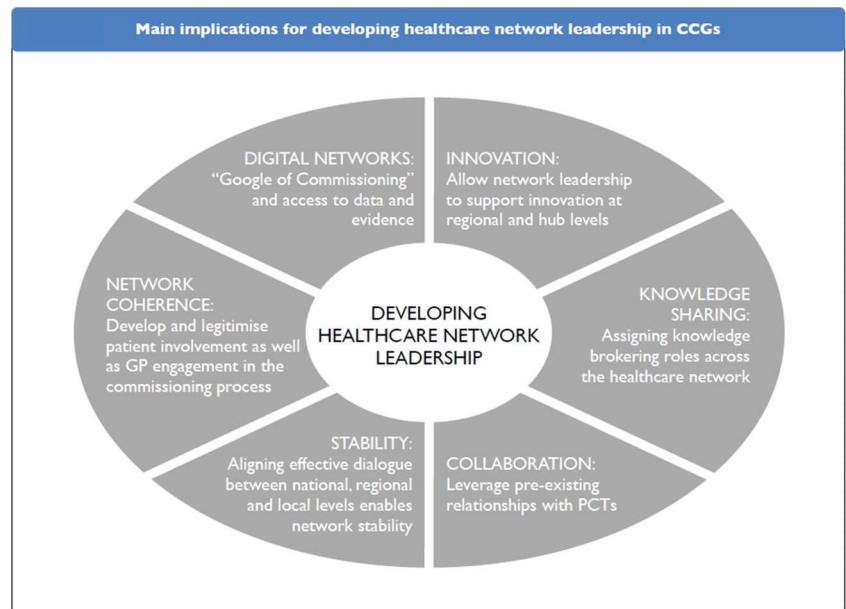 Main implications for developing healthcare network leadership in CCGs
DIGITAL NETWORKS:
“Google of Commissioning”
and access to data and
evidence
INNOVATION:
Allow network leadership
to support innovation at
regional and hub levels
NETWORK
COHERENCE:
Develop and legitimise
patient involvement as well
as GP engagement in the
commissioning process
DEVELOPING
HEALTHCARE NETWORK
LEADERSHIP
KNOWLEDGE
SHARING:
Assigning knowledge
brokering roles across
the healthcare network
STABILITY:
Aligning effective dialogue
between national, regional
and local levels enables
network stability
COLLABORATION:
Leverage pre-existing
relationships with PCTs